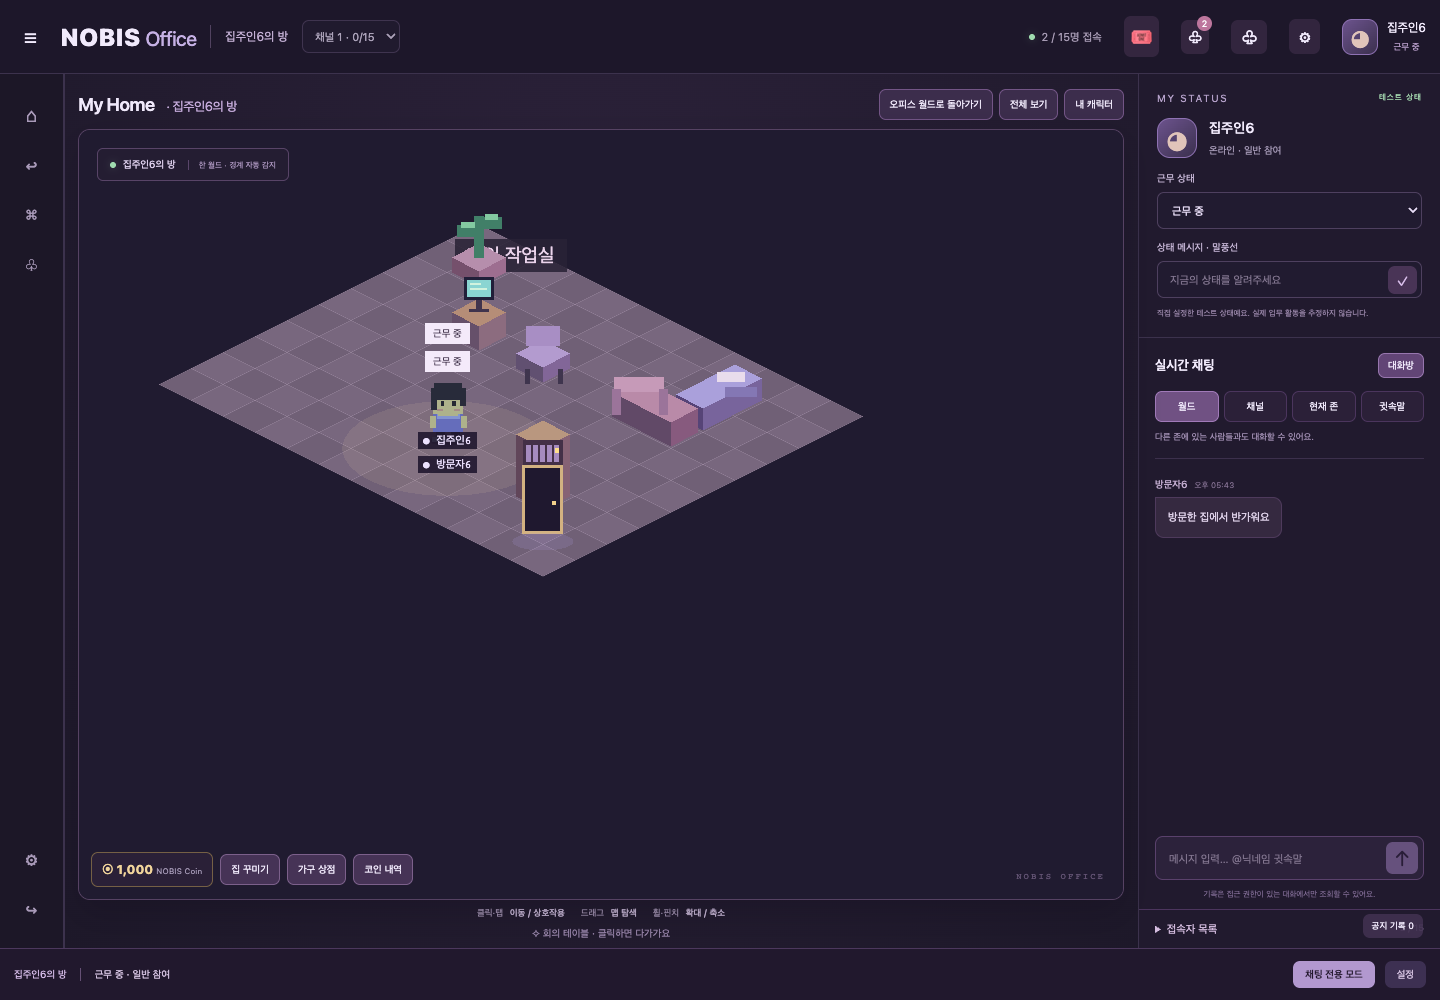 NOBIS Office
집주인6의 방
채널 1 · 0/15
2 / 15명 접속
2
집주인6
근무 중
My Home · 집주인6의 방
오피스 월드로 돌아가기
전체 보기
내 캐릭터
집주인6의 방
한 월드 · 경계 자동 감지
작업실
근무 중
근무 중
집주인6
방문자6
1,000 NOBIS Coin
집 꾸미기
가구 상점
코인 내역
NOBIS OFFICE
클릭·탭 이동 / 상호작용 드래그 맵 탐색 휠·핀치 확대 / 축소
✧ 회의 테이블 · 클릭하면 다가가요
MY STATUS
테스트 상태
집주인6
온라인 · 일반 참여
근무 상태
근무 중
상태 메시지 · 말풍선
지금의 상태를 알려주세요
직접 설정한 테스트 상태예요. 실제 업무 활동을 추정하지 않습니다.
실시간 채팅
대화방
월드
채널
현재 존
귓속말
다른 존에 있는 사람들과도 대화할 수 있어요.
방문자6 오후 05:43
방문한 집에서 반가워요
메시지 입력... @닉네임 귓속말
기록은 접근 권한이 있는 대화에서만 조회할 수 있어요.
접속자 목록
공지 기록 0
집주인6의 방
근무 중 · 일반 참여
채팅 전용 모드
설정